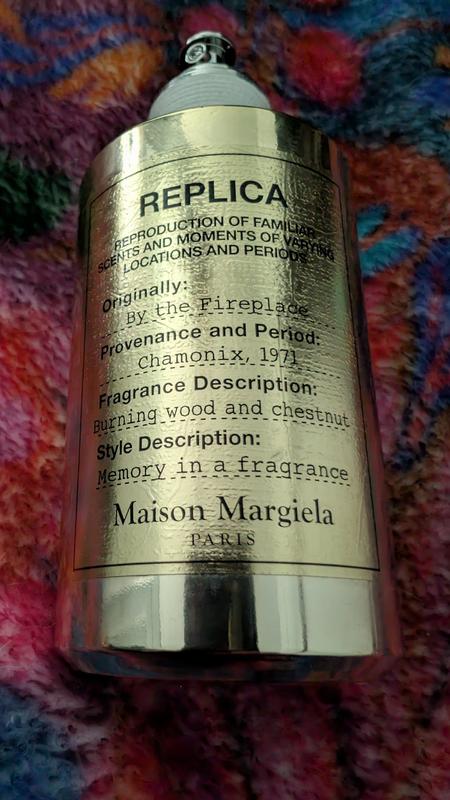 REPLICA
REPRODUCTION OF FAMILIAR
SCENTS AND MOMENTS OF VARYING
LOCATIONS AND PERIODS
Originally:
By the Fireplace
Provenance and Period:
Chamonix, 1971
Fragrance Description:
Burning wood and chestnut
Style Description:
Memory in a fragrance
Maison Margiela
PARIS